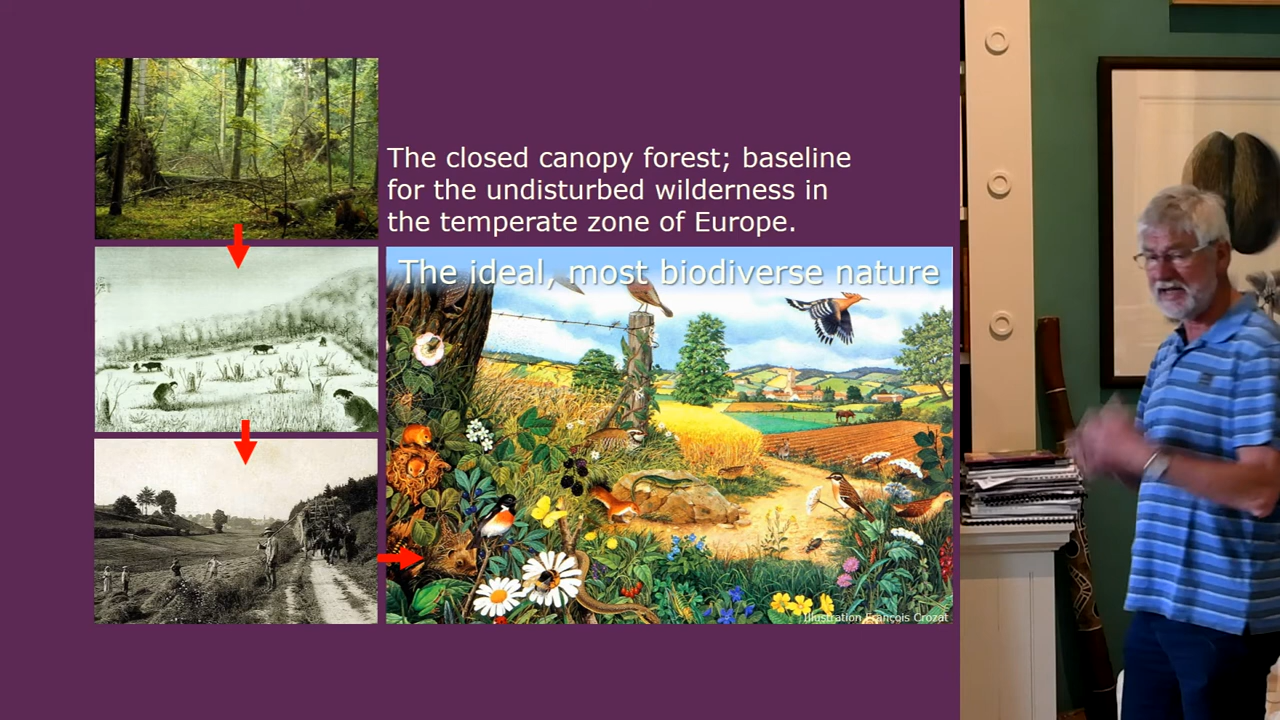 The closed canopy forest; baseline
for the undisturbed wilderness in
the temperate zone of Europe.
The ideal, most biodiverse nature
Illustration François Crozat